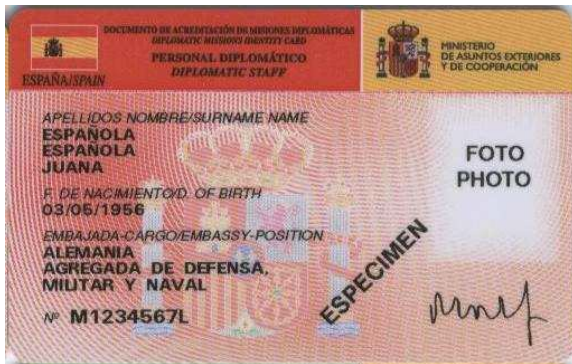 DOCUMENTO DE ACREDITACIÓN DE MISIONES DIPLOMÁTICAS
DIPLOMATIC MISSIONS IDENTITY CARD
PERSONAL DIPLOMÁTICO
DIPLOMATIC STAFF
ESPAÑA/SPAIN
MINISTERIO
DE ASUNTOS EXTERIORES
Y DE COOPERACIÓN
APELLIDOS NOMBRE/SURNAME NAME
ESPAÑOLA
ESPAÑOLA
JUANA
F. DE NACIMIENTO/D. OF BIRTH
03/05/1956
EMBAJADA-CARGO/EMBASSY-POSITION
ALEMANIA
AGREGADA DE DEFENSA,
MILITAR Y NAVAL
Nº M1234567L
FOTO
PHOTO
ESPECIMEN